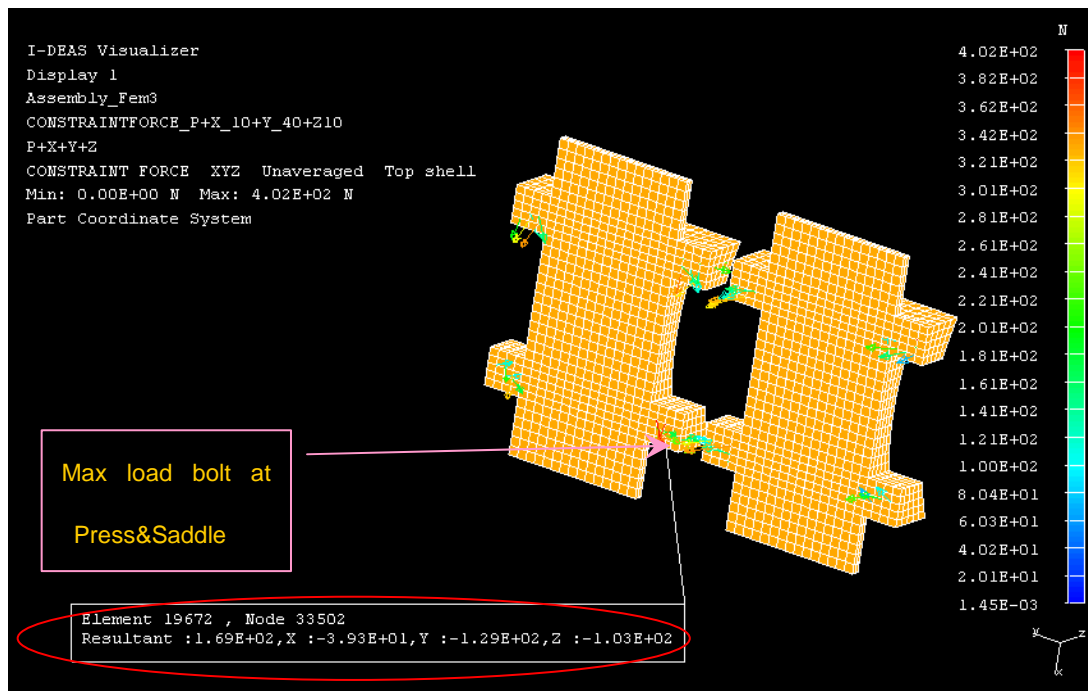 I-DEAS Visualizer
Display 1
Assembly_Fem3
CONSTRAINTFORCE_P+X_10+Y_40+Z10
P+X+Y+Z
CONSTRAINT FORCE XYZ Unaveraged Top shell
Min: 0.00E+00 N Max: 4.02E+02 N
Part Coordinate System
N
4.02E+02
3.82E+02
3.62E+02
3.42E+02
3.21E+02
3.01E+02
2.81E+02
2.61E+02
2.41E+02
2.21E+02
2.01E+02
1.81E+02
1.61E+02
1.41E+02
1.21E+02
1.00E+02
8.04E+01
6.03E+01
4.02E+01
2.01E+01
1.45E-03
Max load bolt at
Press&Saddle
Element 19672 , Node 33502
Resultant :1.69E+02,X :-3.93E+01,Y :-1.29E+02,Z :-1.03E+02
Y
Z
X